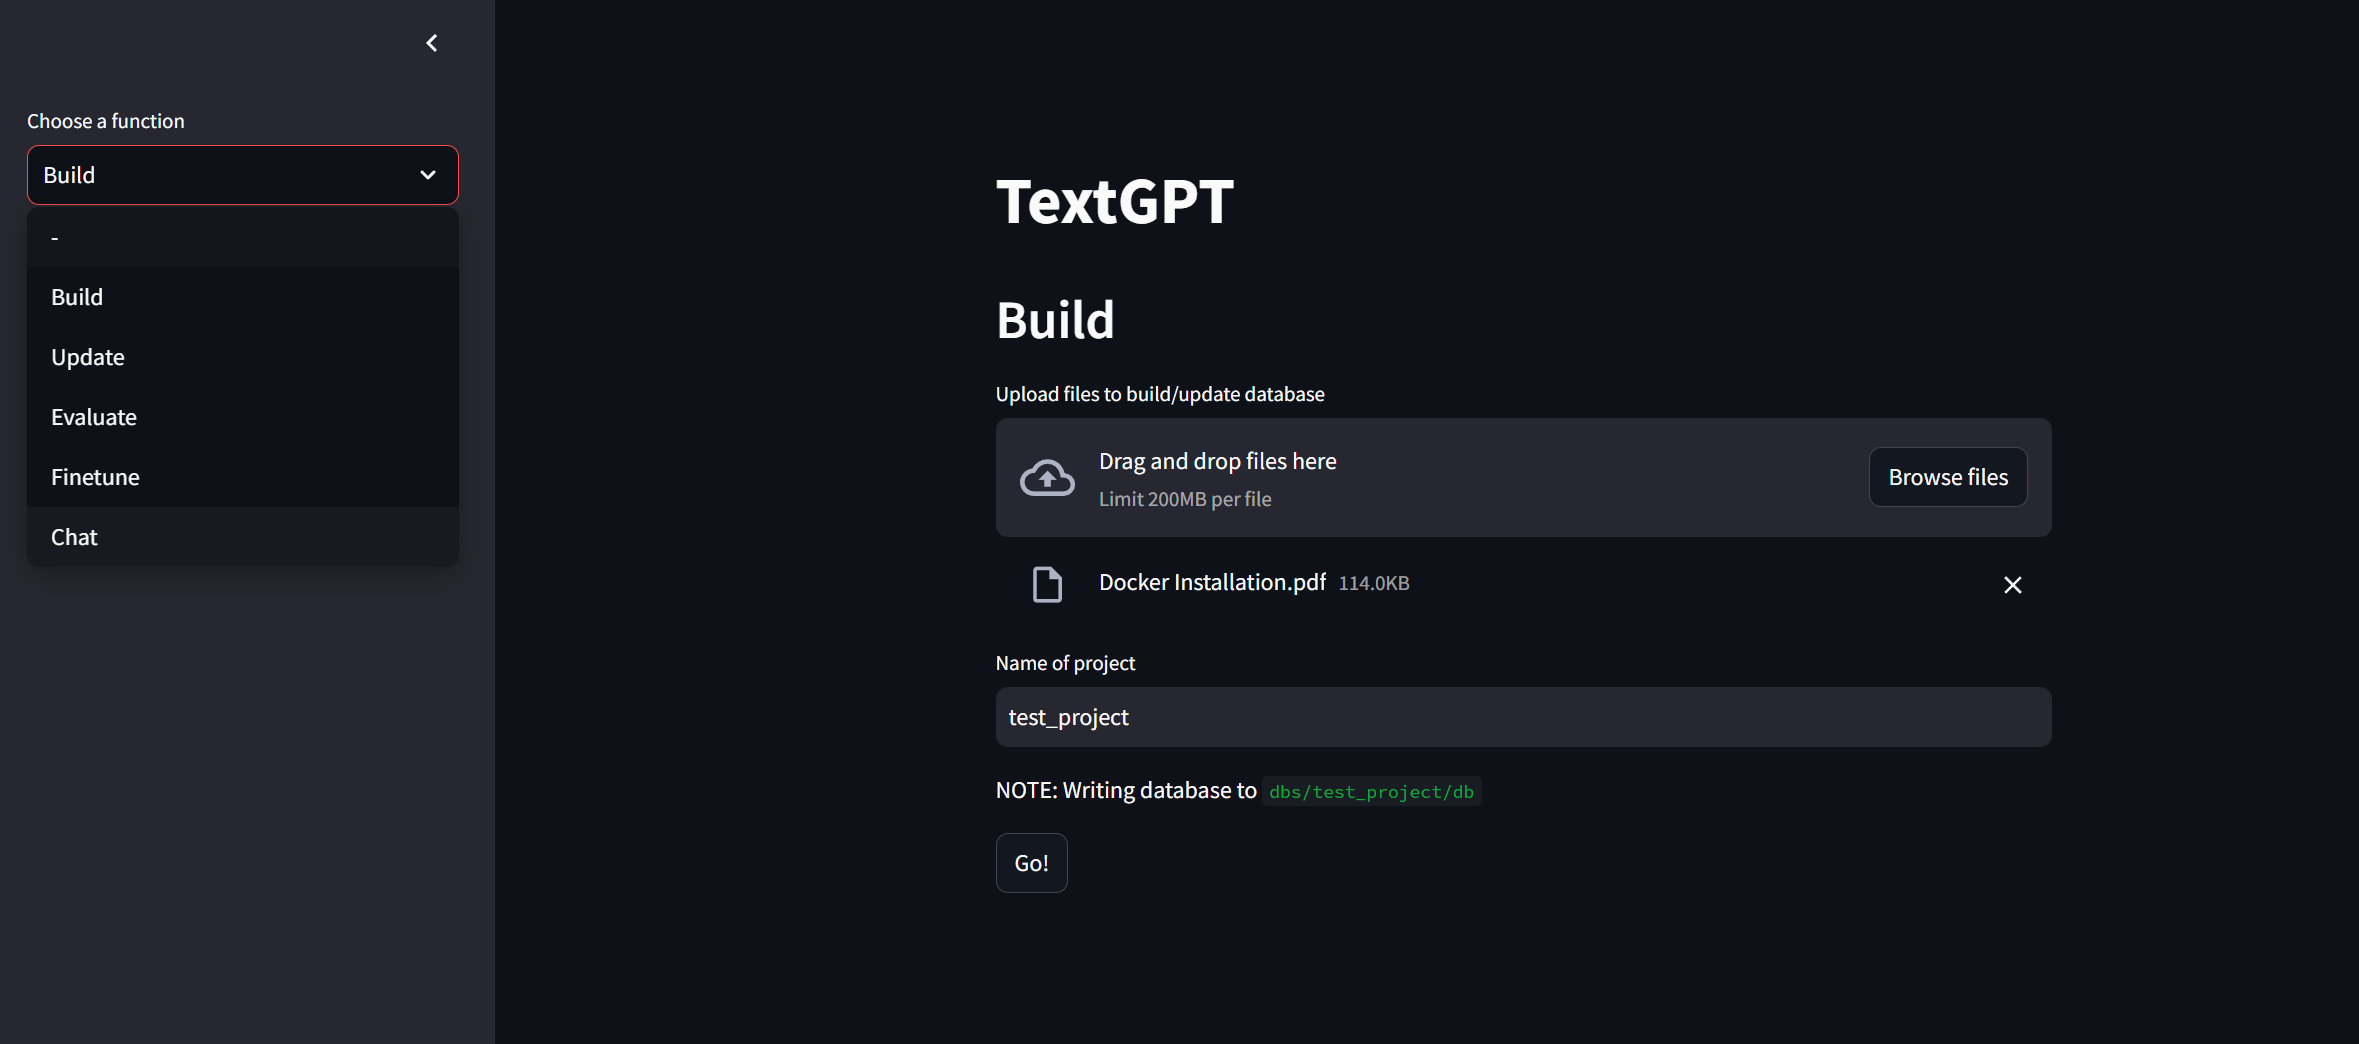 Choose a function
Build
-
Build
Update
Evaluate
Finetune
Chat
TextGPT
Build
Upload files to build/update database
Drag and drop files here
Limit 200MB per file
Browse files
Docker Installation.pdf 114.0KB
Name of project
test_project
NOTE: Writing database to dbs/test_project/db
Go!